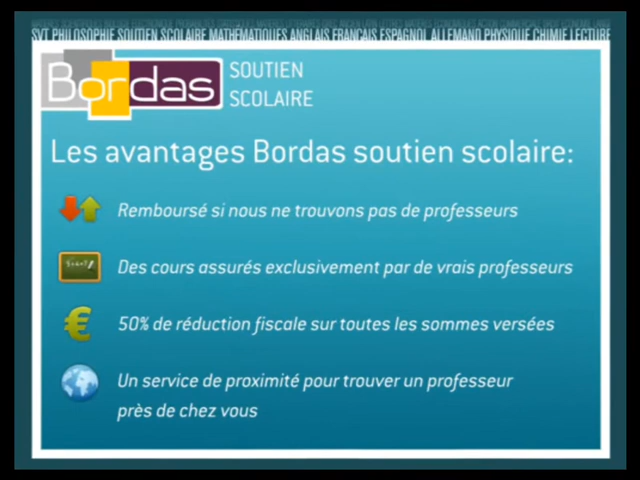 SVT PHILOSOPHIE SOUTIEN SCOLAIRE MATHÉMATIQUES ANGLAIS FRANÇAIS ESPAGNOL ALLEMAND PHYSIQUE CHIMIE LECTURE
Bordas
SOUTIEN
SCOLAIRE
Les avantages Bordas soutien scolaire:
Remboursé si nous ne trouvons pas de professeurs
Des cours assurés exclusivement par de vrais professeurs
50% de réduction fiscale sur toutes les sommes versées
Un service de proximité pour trouver un professeur
près de chez vous